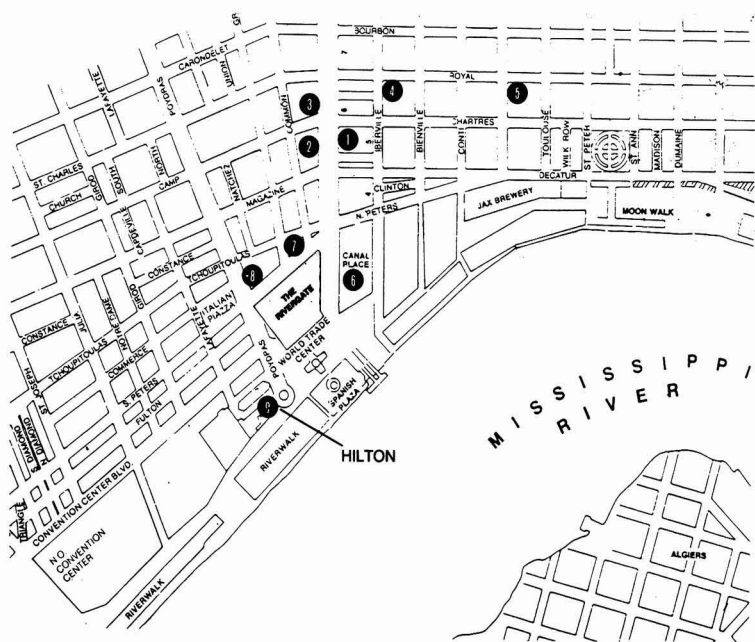 BOURBON
CARONDELET
UNION
LAFAYETTE
POYDRAS
ROYAL
COMMON
3
4
5
CHARTRES
1
2
IBERVILLE
BIENVILLE
CONTI
TOULOUSE
WILK ROW
ST. PETER
ST. ANN
MADISON
DUMANE
ST. CHARLES
CHURCH
GIROD
SOUTH
NORTH
CAMP
NATCHEZ
MAGAZINE
CLINTON
DECATUR
N. PETERS
JAX BREWERY
MOON WALK
CAPDEVILLE
CONSTANCE
TCHOUPITOULAS
7
8
CANAL
PLACE
6
THE
RIVERGATE
ITALIAN
PIAZZA
LAFAYETTE
GIROD
NOTRE DAME
JULIA
CONSTANCE
TCHOUPITOULAS
COMMERCE
S. PETERS
FULTON
ST. JOSEPH
N. DIAMOND
S. DIAMOND
TRIANGLE
POYDAS
WORLD TRADE
CENTER
SPANISH
PLAZA
9
HILTON
RIVERWALK
CONVENTION CENTER BLVD.
N.O.
CONVENTION
CENTER
RIVERWALK
MISSISSIPPI
RIVER
ALGIERS